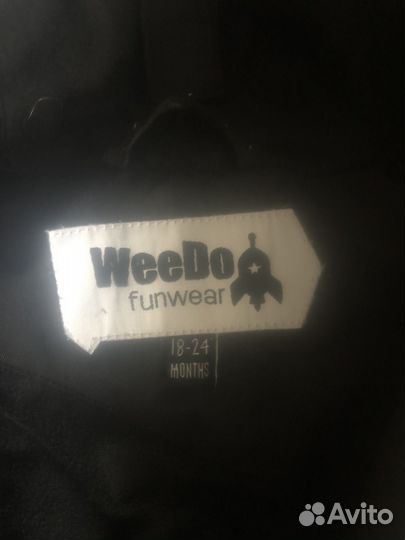 WeeDo
funwear
18-24
MONTHS
Avito